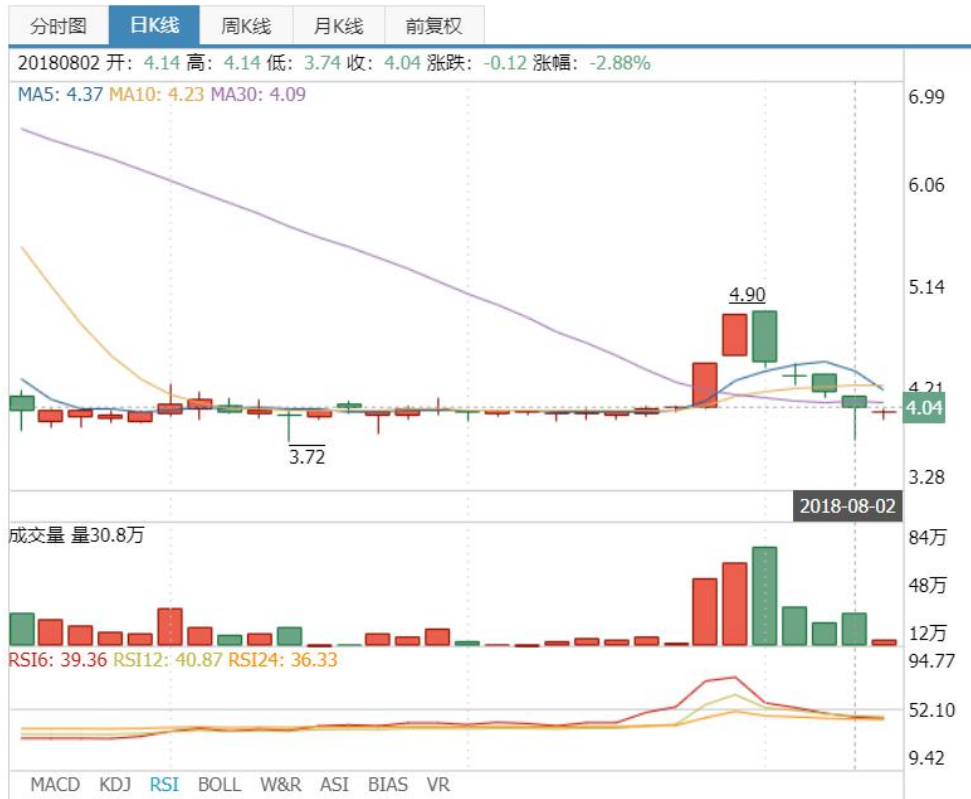 分时图 日K线 周K线 月K线 前复权
20180802 开: 4.14 高: 4.14 低: 3.74 收: 4.04 涨跌: -0.12 涨幅: -2.88%
MA5: 4.37 MA10: 4.23 MA30: 4.09
6.99
6.06
5.14
4.90
4.21
4.04
3.72
3.28
2018-08-02
成交量 量30.8万
84万
48万
12万
RSI6: 39.36 RSI12: 40.87 RSI24: 36.33
94.77
52.10
9.42
MACD KDJ RSI BOLL W&R ASI BIAS VR